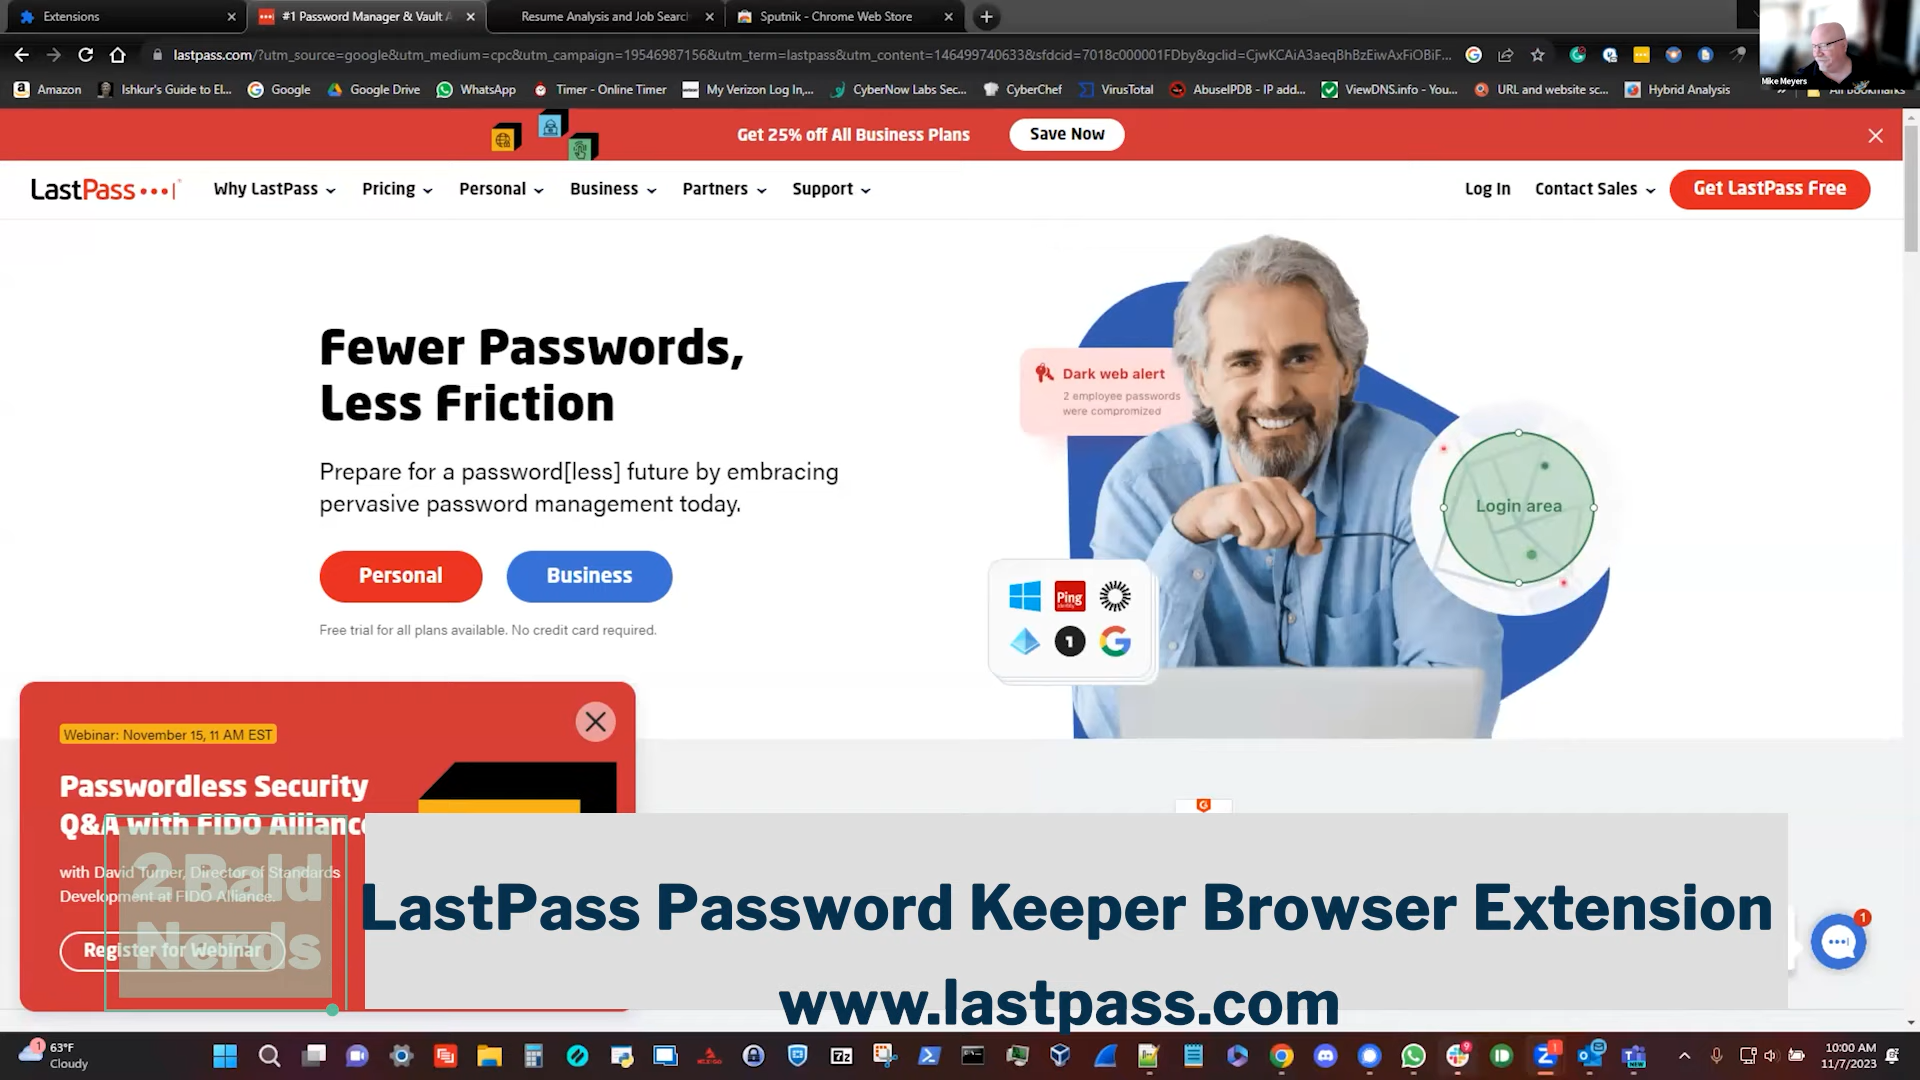 Extensions
#1 Password Manager & Vault A
Resume Analysis and Job Search
Sputnik - Chrome Web Store
lastpass.com/?utm_source=google&utm_medium=cpc&utm_campaign=19546987156&utm_term=lastpass&utm_content=146499740633&sfdcid=7018c000001FDby&gclid=CjwKCAiA3aeqBhBzEiwAxFiOBiF...
Mike Meyers
Amazon
Ishkur's Guide to El...
Google
Google Drive
WhatsApp
Timer - Online Timer
My Verizon Log In,...
CyberNow Labs Sec...
CyberChef
VirusTotal
AbuseIPDB - IP add...
ViewDNS.info - You...
URL and website sc...
Hybrid Analysis
All Bookmarks
Get 25% off All Business Plans
Save Now
LastPass
Why LastPass
Pricing
Personal
Business
Partners
Support
Log In
Contact Sales
Get LastPass Free
Fewer Passwords,
Less Friction
Prepare for a password[less] future by embracing
pervasive password management today.
Personal
Business
Free trial for all plans available. No credit card required.
Dark web alert
2 employee passwords
were compromized
Login area
Ping
Identity
1
Webinar: November 15, 11 AM EST
Passwordless Security
Q&A with FIDO Alliance
with David Turner, Director of Standards
Development at FIDO Alliance.
Register for Webinar
2 Bald
Nerds
LastPass Password Keeper Browser Extension
www.lastpass.com
1
1
63°F
Cloudy
7z
9
1
NEW
10:00 AM
11/7/2023